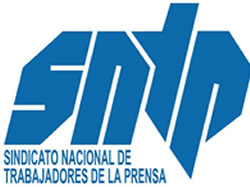 sntp
SINDICATO NACIONAL DE
TRABAJADORES DE LA PRENSA